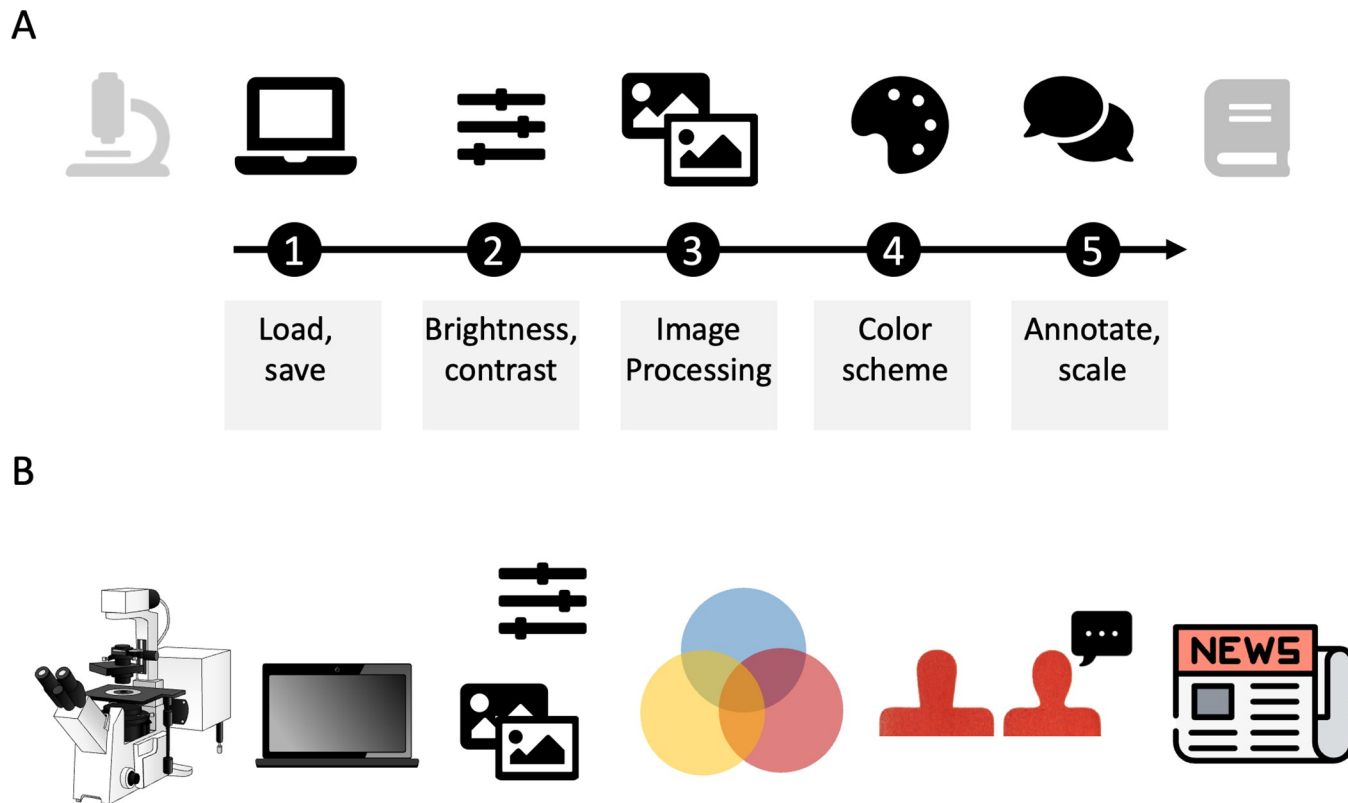 A
1 2 3 4 5
Load,
save
Brightness,
contrast
Image
Processing
Color
scheme
Annotate,
scale
B
NEWS